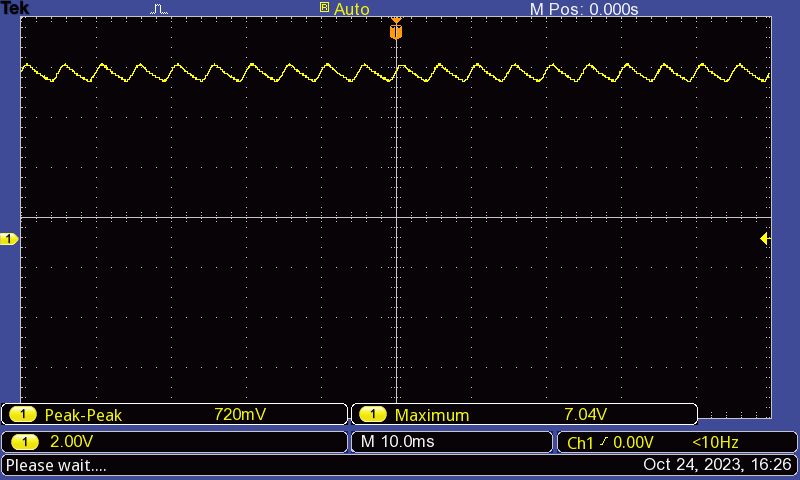 Tek R Auto M Pos: 0.000s
T
1
1 Peak-Peak 720mV 1 Maximum 7.04V
1 2.00V M 10.0ms Ch1 0.00V <10Hz
Please wait.... Oct 24, 2023, 16:26